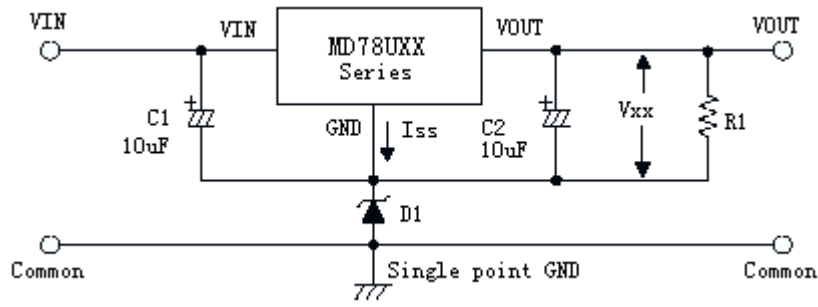 VIN
VIN
MD78UXX
Series
VOUT
VOUT
C1
10uF
GND
Iss
C2
10uF
Vxx
R1
D1
Common
Single point GND
Common